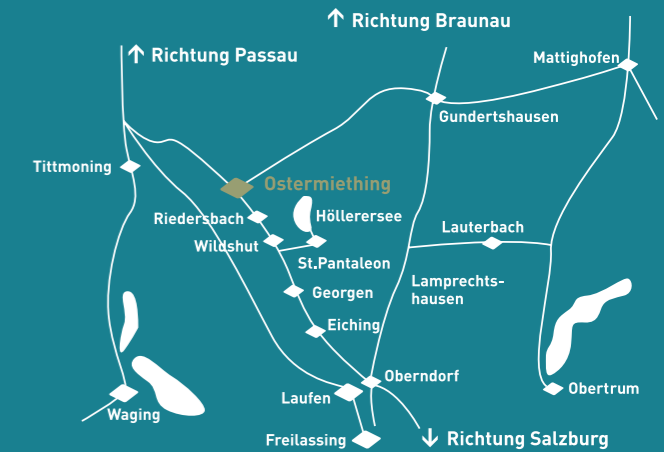 ↑ Richtung Braunau
↑ Richtung Passau
Mattighofen
Gundertshausen
Tittmoning
Ostermiething
Riedersbach
Höllerersee
Lauterbach
Wildshut
St.Pantaleon
Lamprechts-
hausen
Georgen
Eiching
Oberndorf
Obertrum
Laufen
Waging
Freilassing
↓ Richtung Salzburg